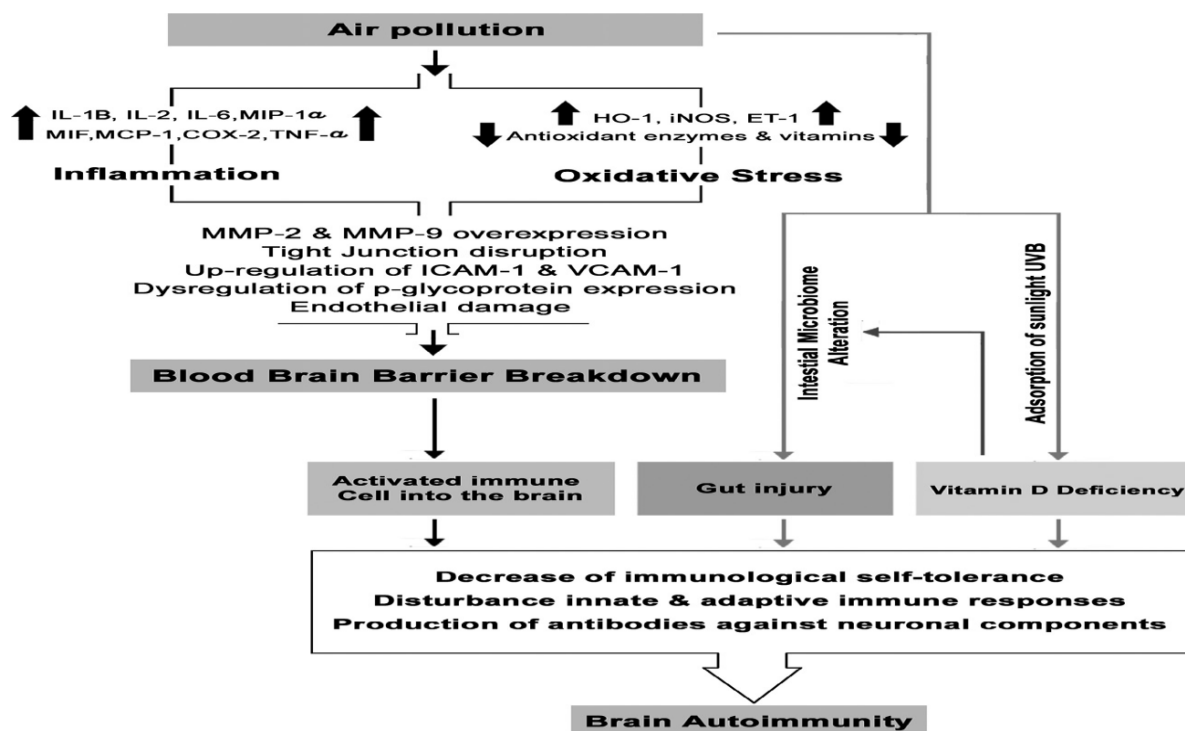 Air pollution
IL-1B, IL-2, IL-6,MIP-1α
MIF,MCP-1,COX-2,TNF-α
Inflammation
HO-1, iNOS, ET-1
Antioxidant enzymes & vitamins
Oxidative Stress
MMP-2 & MMP-9 overexpression
Tight Junction disruption
Up-regulation of ICAM-1 & VCAM-1
Dysregulation of p-glycoprotein expression
Endothelial damage
Blood Brain Barrier Breakdown
Intestial Microbiome
Alteration
Adsorption of sunlight UVB
Activated immune
Cell into the brain
Gut injury
Vitamin D Deficiency
Decrease of immunological self-tolerance
Disturbance innate & adaptive immune responses
Production of antibodies against neuronal components
Brain Autoimmunity